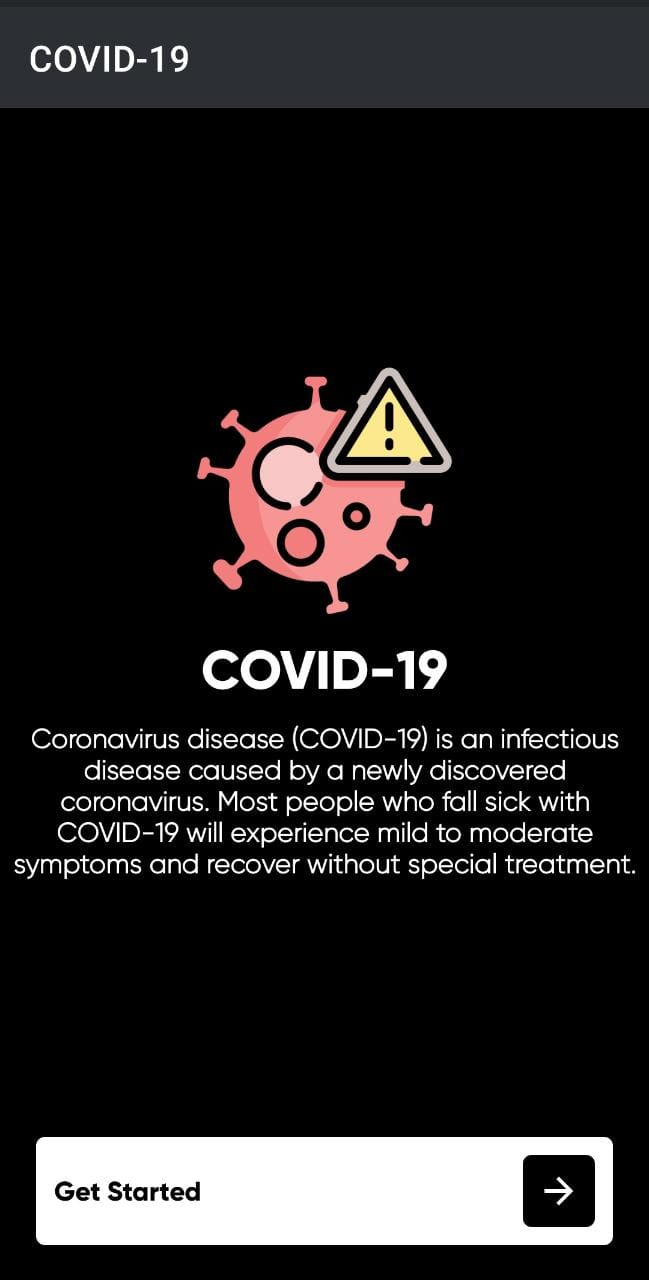 COVID-19
COVID-19
Coronavirus disease (COVID-19) is an infectious
disease caused by a newly discovered
coronavirus. Most people who fall sick with
COVID-19 will experience mild to moderate
symptoms and recover without special treatment.
Get Started